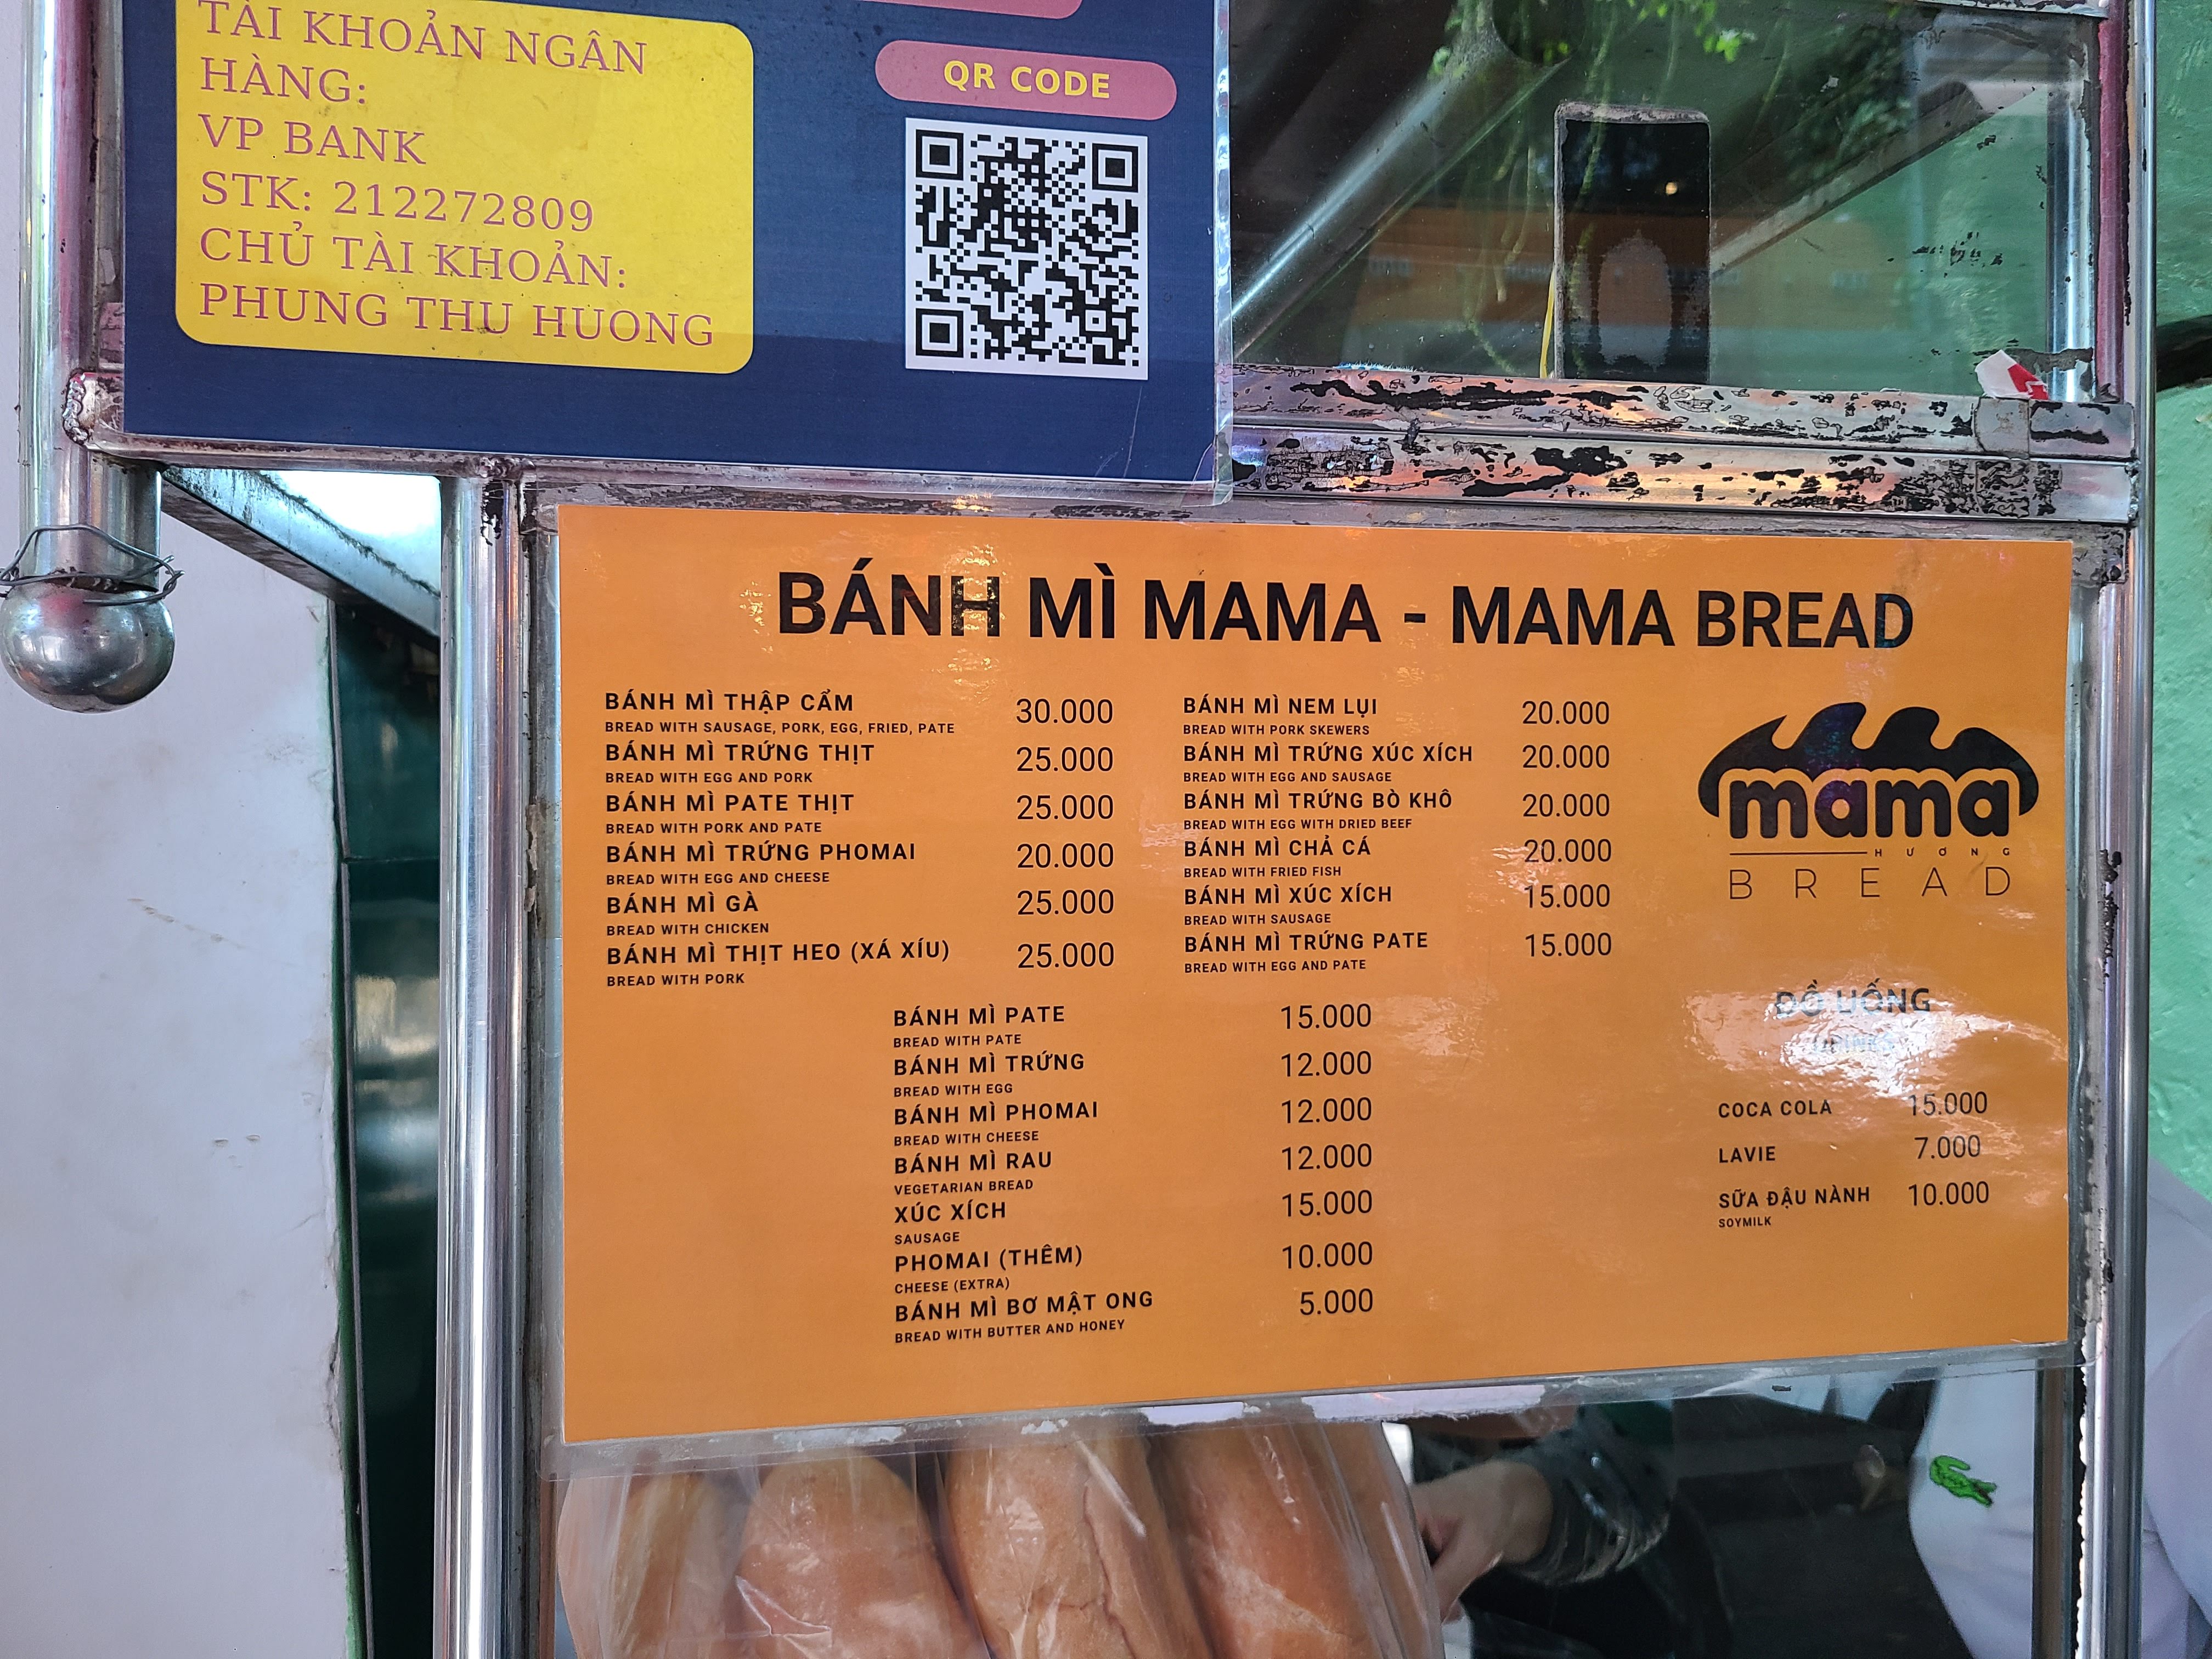 TÀI KHOẢN NGÂN
HÀNG:
VP BANK
STK: 212272809
CHỦ TÀI KHOẢN:
PHUNG THU HUONG
QR CODE
BÁNH MÌ MAMA - MAMA BREAD
BÁNH MÌ THẬP CẨM 30.000
BREAD WITH SAUSAGE, PORK, EGG, FRIED, PATE
BÁNH MÌ TRỨNG THỊT 25.000
BREAD WITH EGG AND PORK
BÁNH MÌ PATE THỊT 25.000
BREAD WITH PORK AND PATE
BÁNH MÌ TRỨNG PHOMAI 20.000
BREAD WITH EGG AND CHEESE
BÁNH MÌ GÀ 25.000
BREAD WITH CHICKEN
BÁNH MÌ THỊT HEO (XÁ XÍU) 25.000
BREAD WITH PORK
BÁNH MÌ NEM LỤI 20.000
BREAD WITH PORK SKEWERS
BÁNH MÌ TRỨNG XÚC XÍCH 20.000
BREAD WITH EGG AND SAUSAGE
BÁNH MÌ TRỨNG BÒ KHÔ 20.000
BREAD WITH EGG WITH DRIED BEEF
BÁNH MÌ CHẢ CÁ 20.000
BREAD WITH FRIED FISH
BÁNH MÌ XÚC XÍCH 15.000
BREAD WITH SAUSAGE
BÁNH MÌ TRỨNG PATE 15.000
BREAD WITH EGG AND PATE
BÁNH MÌ PATE 15.000
BREAD WITH PATE
BÁNH MÌ TRỨNG 12.000
BREAD WITH EGG
BÁNH MÌ PHOMAI 12.000
BREAD WITH CHEESE
BÁNH MÌ RAU 12.000
VEGETARIAN BREAD
XÚC XÍCH 15.000
SAUSAGE
PHOMAI (THÊM) 10.000
CHEESE (EXTRA)
BÁNH MÌ BƠ MẬT ONG 5.000
BREAD WITH BUTTER AND HONEY
mama
HƯƠNG
BREAD
ĐỒ UỐNG
COCA COLA 15.000
LAVIE 7.000
SỮA ĐẬU NÀNH 10.000
SOYMILK